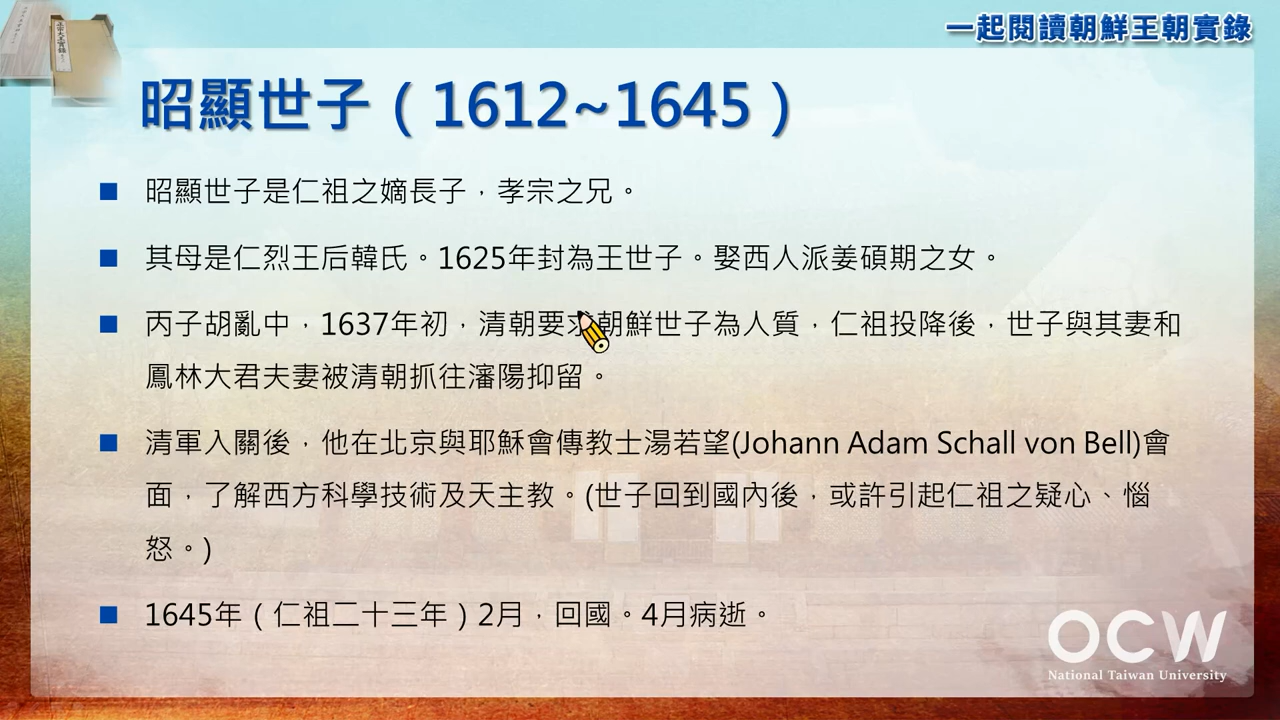 一起閱讀朝鮮王朝實錄
昭顯世子（1612~1645）
昭顯世子是仁祖之嫡長子，孝宗之兄。
其母是仁烈王后韓氏。1625年封為王世子。娶西人派姜碩期之女。
丙子胡亂中，1637年初，清朝要求朝鮮世子為人質，仁祖投降後，世子與其妻和
鳳林大君夫妻被清朝抓往瀋陽抑留。
清軍入關後，他在北京與耶穌會傳教士湯若望(Johann Adam Schall von Bell)會
面，了解西方科學技術及天主教。(世子回到國內後，或許引起仁祖之疑心、惱
怒。)
1645年（仁祖二十三年）2月，回國。4月病逝。
OCW
National Taiwan University